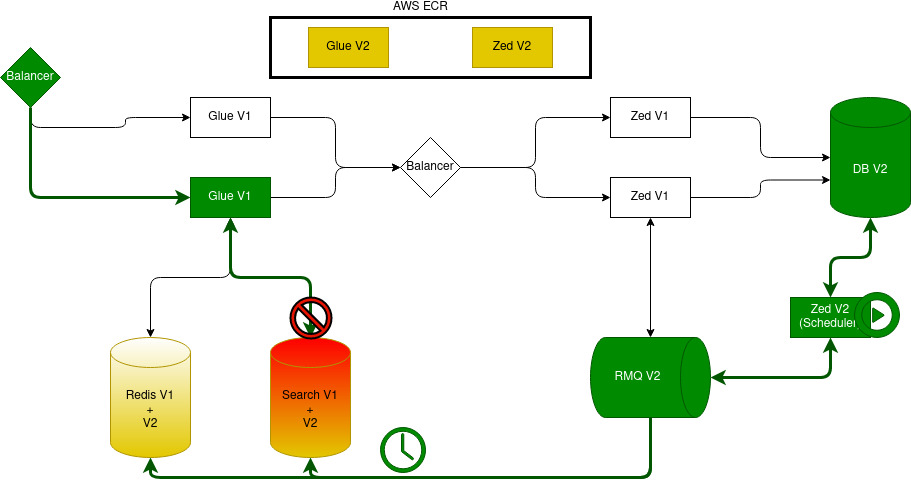 AWS ECR
Glue V2
Zed V2
Balancer
Glue V1
Zed V1
Balancer
DB V2
Glue V1
Zed V1
Zed V2
(Scheduler)
RMQ V2
Redis V1
+
V2
Search V1
+
V2